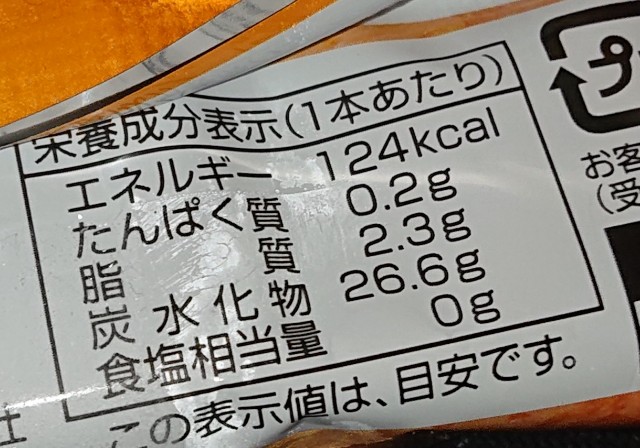 栄養成分表示(1本あたり)
エネルギー 124kcal
たんぱく質 0.2g
脂質 2.3g
炭水化物 26.6g
食塩相当量 0g
この表示値は、目安です。
プ
お客
(受
社